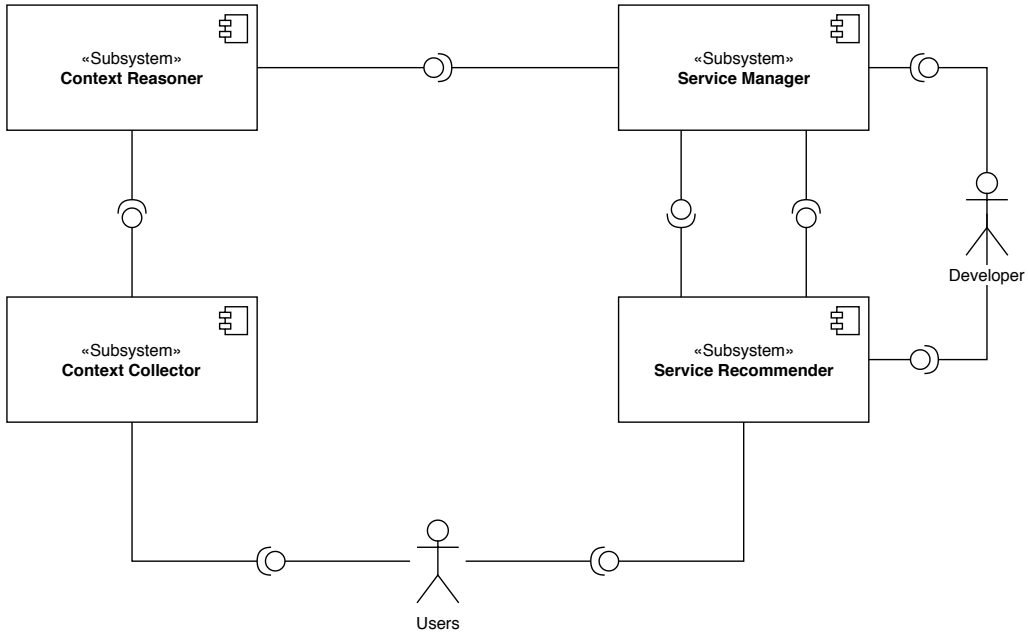 «Subsystem»
Context Reasoner
«Subsystem»
Service Manager
Developer
«Subsystem»
Context Collector
«Subsystem»
Service Recommender
Users